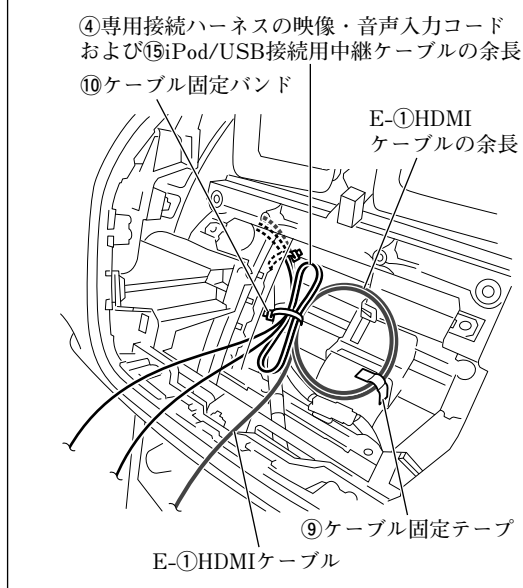 ④専用接続ハーネスの映像・音声入力コード
および⑮iPod/USB接続用中継ケーブルの余長
⑩ケーブル固定バンド
E-①HDMI
ケーブルの余長
⑨ケーブル固定テープ
E-①HDMIケーブル